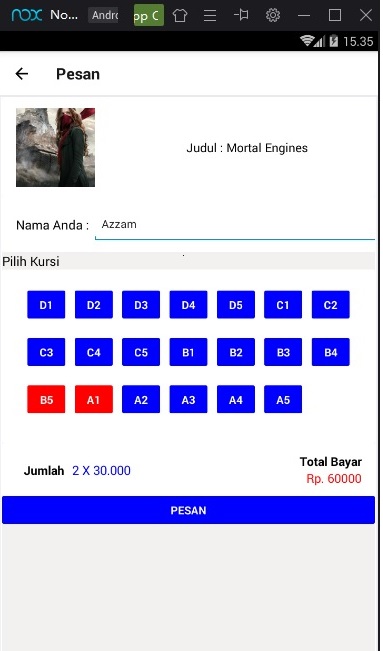 nox No... Andro op C
15.35
Pesan
Judul : Mortal Engines
Nama Anda : Azzam
Pilih Kursi
D1 D2 D3 D4 D5 C1 C2
C3 C4 C5 B1 B2 B3 B4
B5 A1 A2 A3 A4 A5
Total Bayar
Jumlah 2 X 30.000
Rp. 60000
PESAN